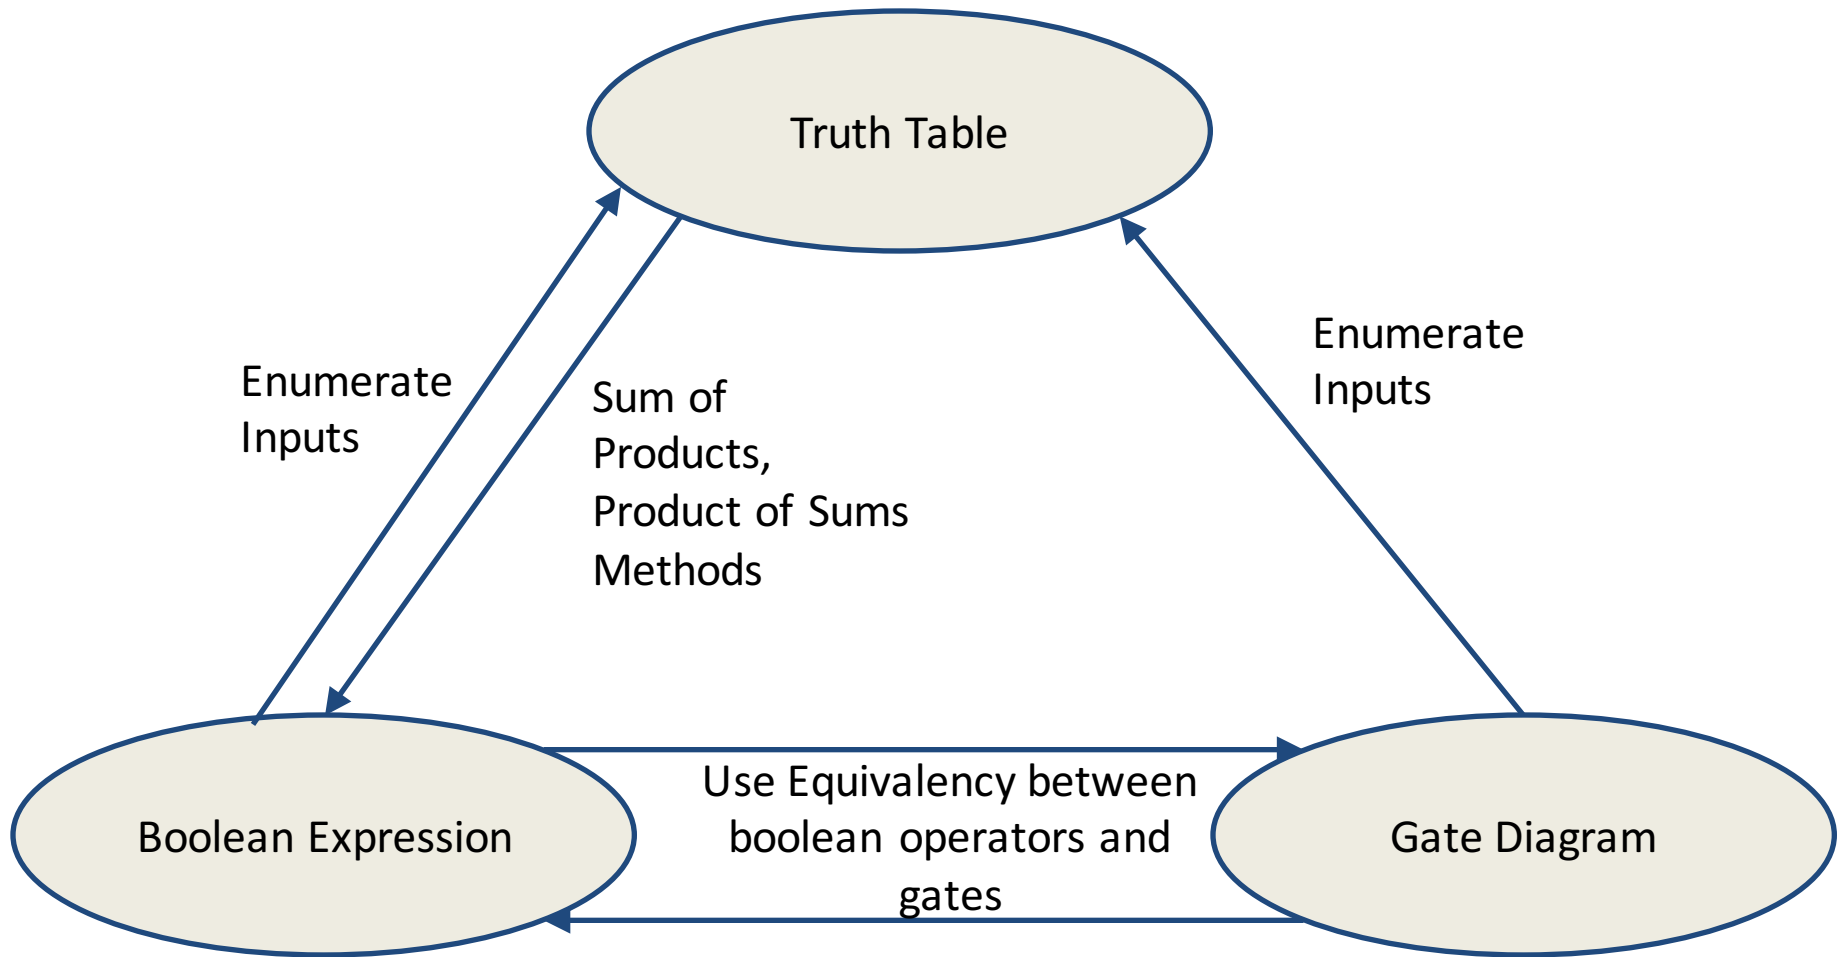 Truth Table
Enumerate
Inputs
Sum of
Products,
Product of Sums
Methods
Enumerate
Inputs
Boolean Expression
Use Equivalency between
boolean operators and
gates
Gate Diagram